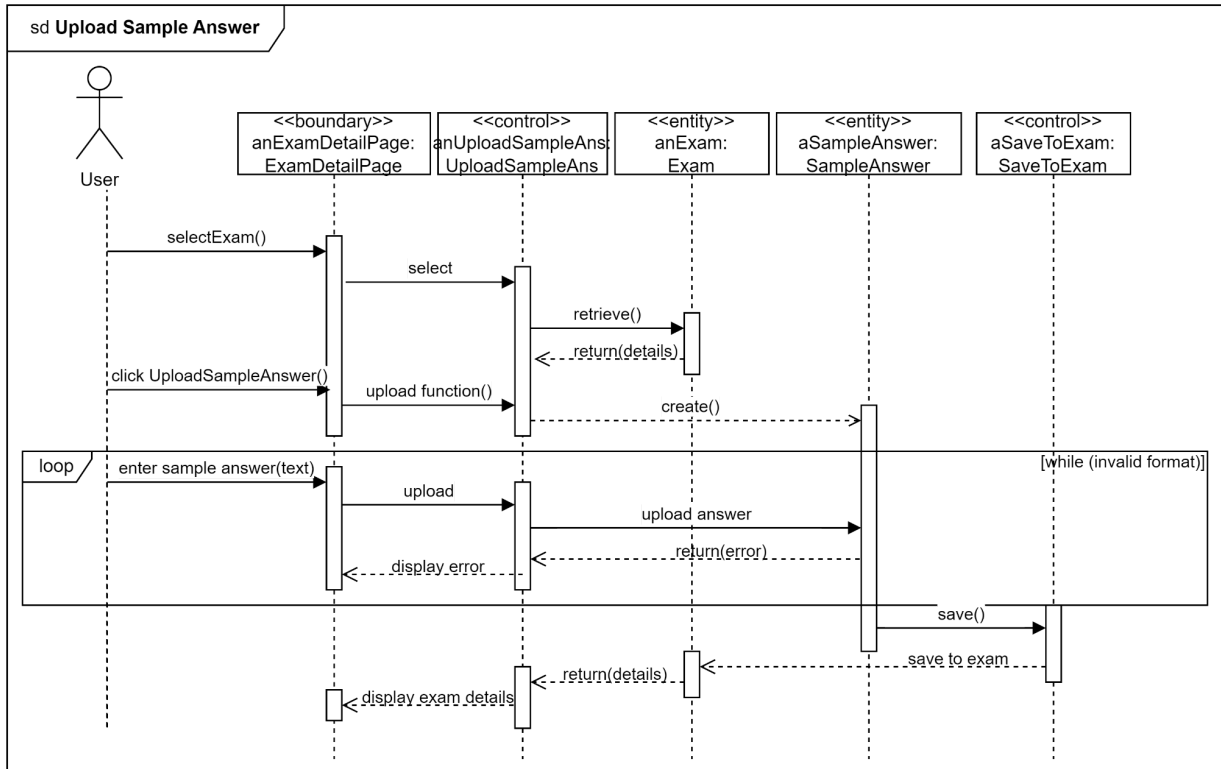 sd Upload Sample Answer
User
<<boundary>>
anExamDetailPage:
ExamDetailPage
<<control>>
anUploadSampleAns:
UploadSampleAns
<<entity>>
anExam:
Exam
<<entity>>
aSampleAnswer:
SampleAnswer
<<control>>
aSaveToExam:
SaveToExam
selectExam()
select
retrieve()
return(details)
click UploadSampleAnswer()
upload function()
create()
loop
[while (invalid format)]
enter sample answer(text)
upload
upload answer
return(error)
display error
save()
save to exam
return(details)
display exam details